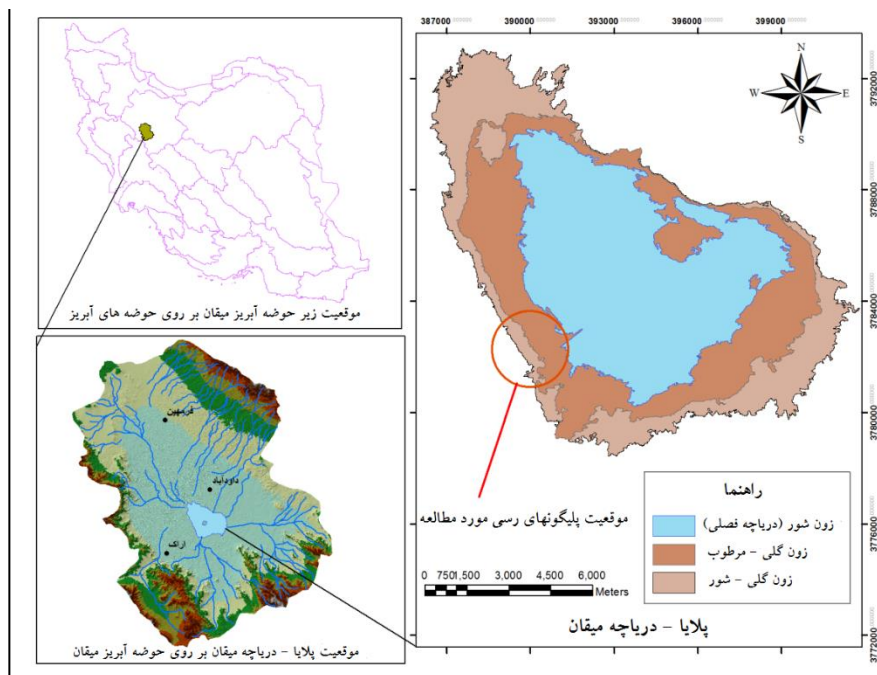 موقعیت زیر حوضه آبریز میقان بر روی حوضه های آبریز
فرمهین
داودآباد
اراک
موقعیت پلایا - دریاچه میقان بر روی حوضه آبریز میقان
387000 390000 393000 396000 399000
N
W E
S
3792000
3788000
3784000
3780000
3776000
3772000
موقعیت پلیگونهای رسی مورد مطالعه
راهنما
زون شور (دریاچه فصلی)
زون گلی - مرطوب
زون گلی - شور
0 750 1,500 3,000 4,500 6,000
Meters
پلایا - دریاچه میقان